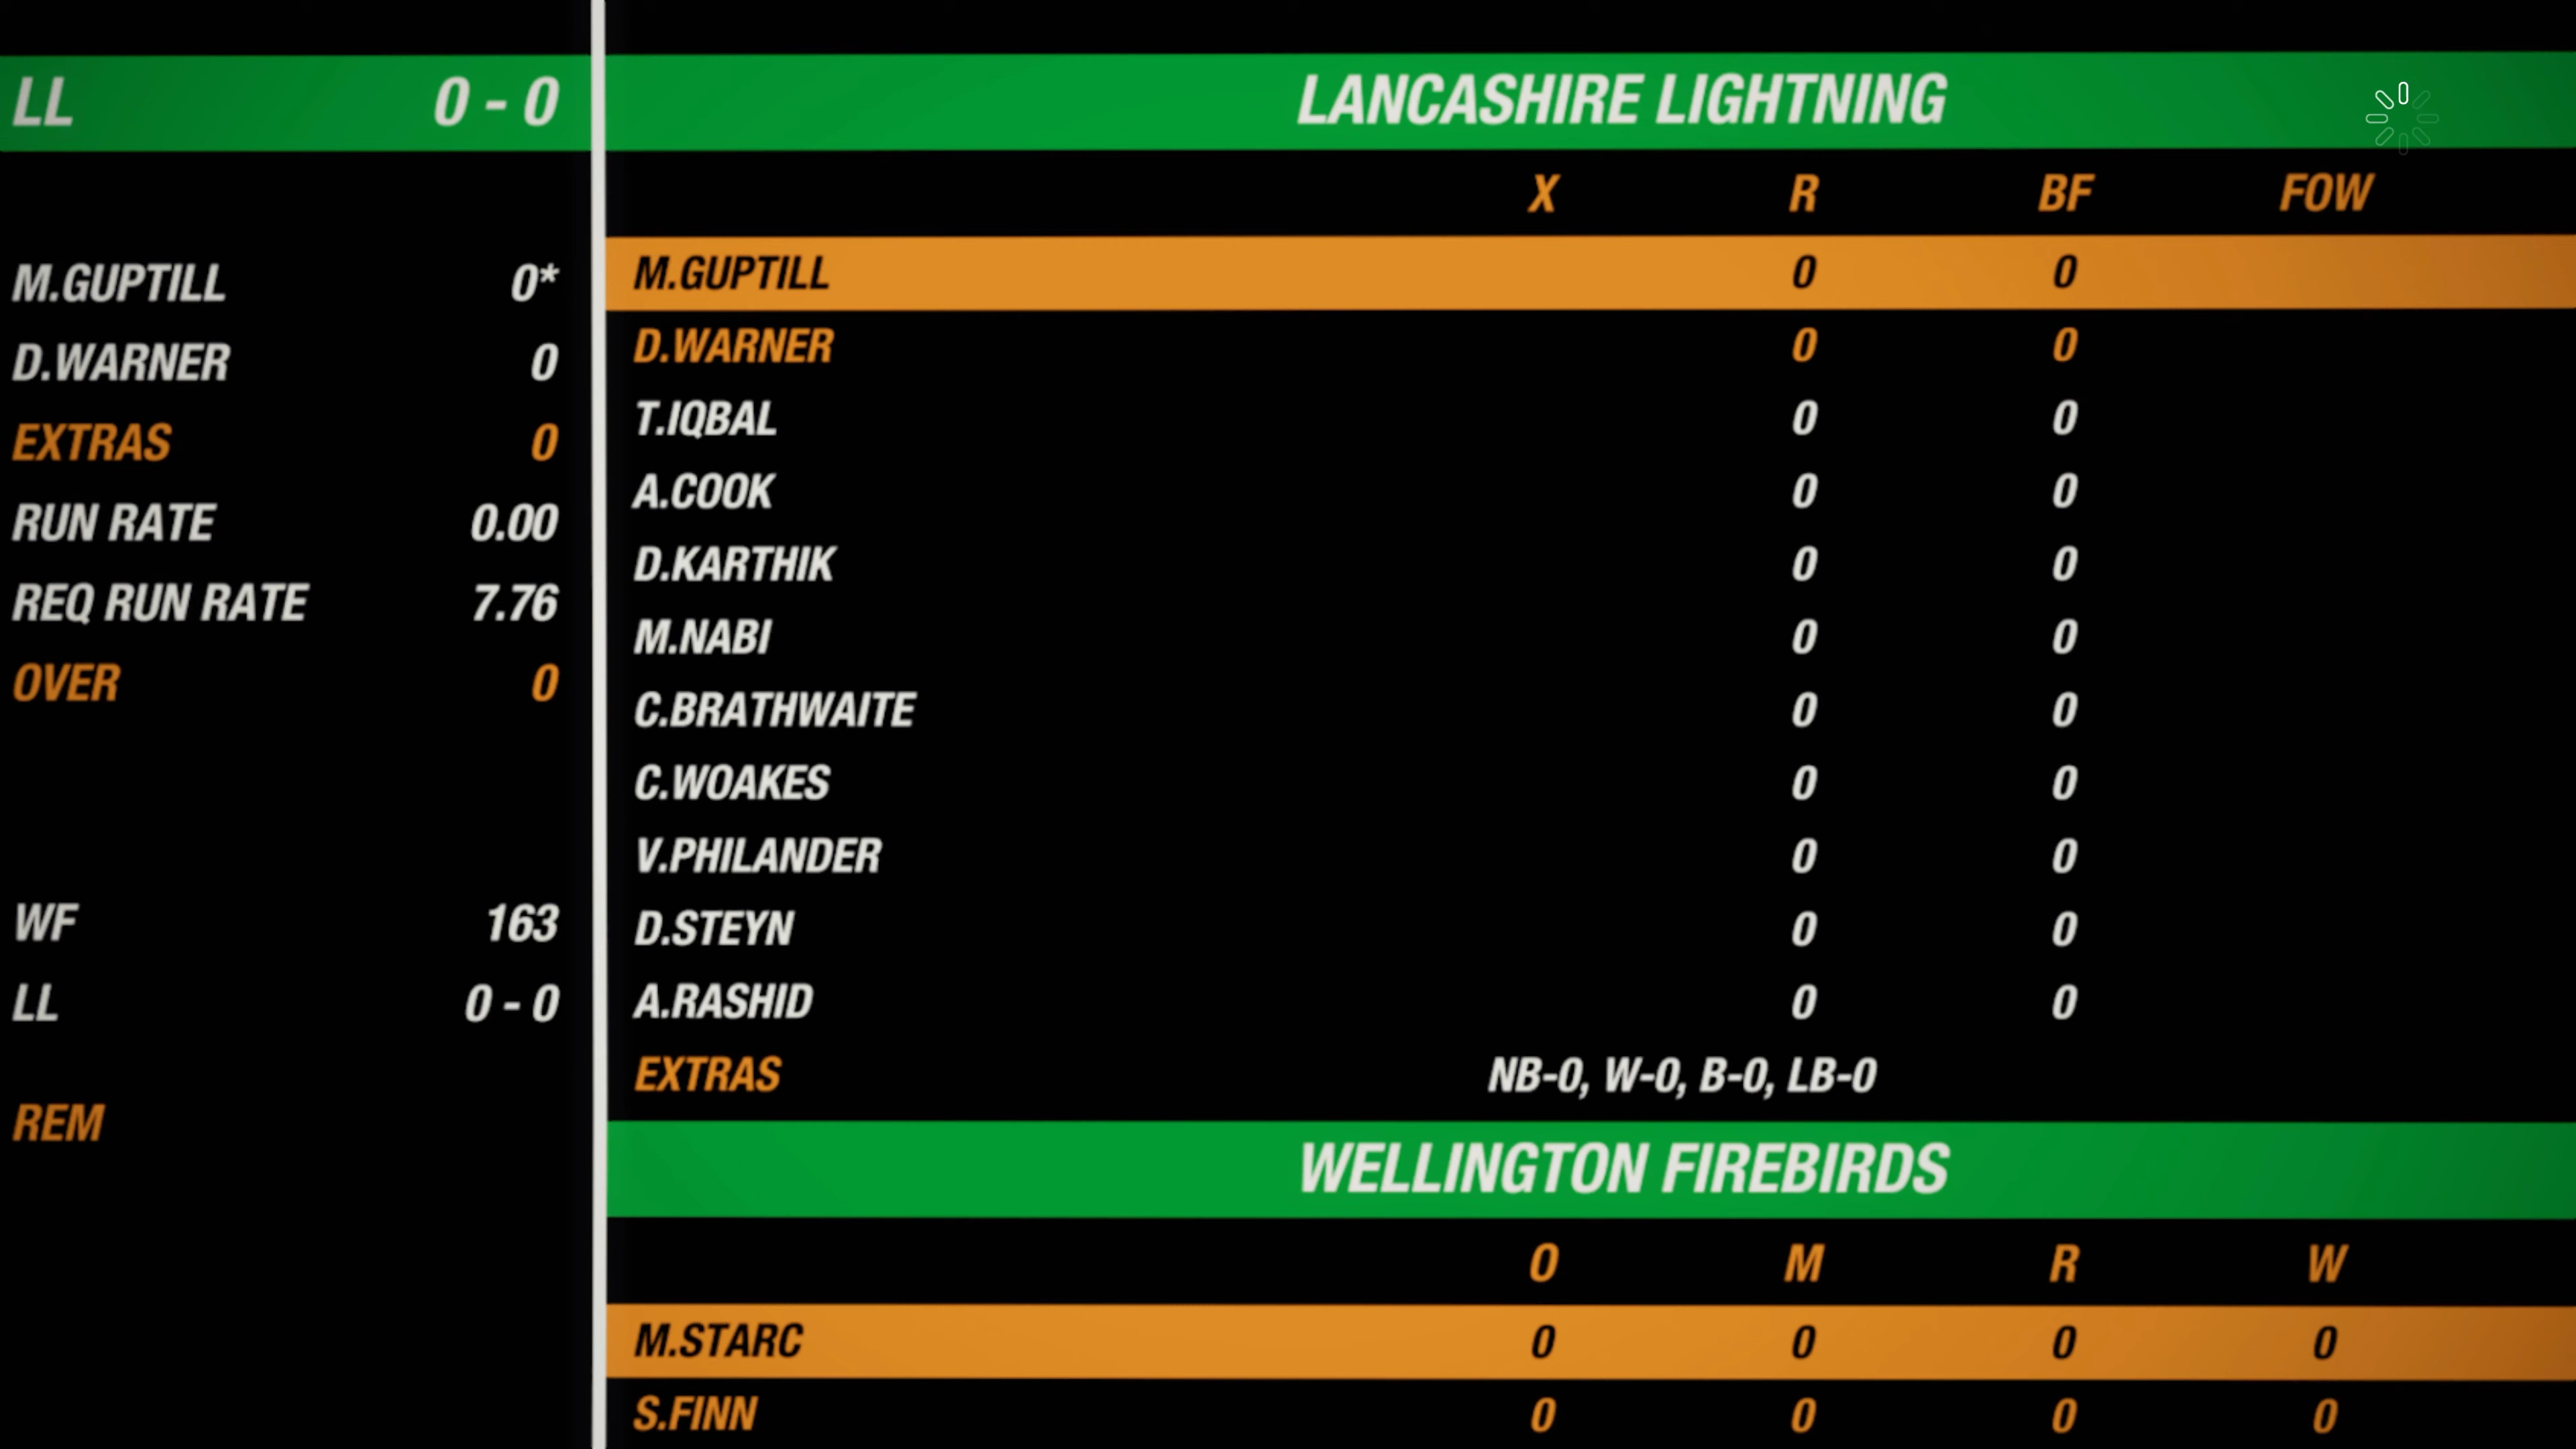 LL 0 - 0
M.GUPTILL 0*
D.WARNER 0
EXTRAS 0
RUN RATE 0.00
REQ RUN RATE 7.76
OVER 0
WF 163
LL 0 - 0
REM
LANCASHIRE LIGHTNING
X R BF FOW
M.GUPTILL 0 0
D.WARNER 0 0
T.IQBAL 0 0
A.COOK 0 0
D.KARTHIK 0 0
M.NABI 0 0
C.BRATHWAITE 0 0
C.WOAKES 0 0
V.PHILANDER 0 0
D.STEYN 0 0
A.RASHID 0 0
EXTRAS NB-0, W-0, B-0, LB-0
WELLINGTON FIREBIRDS
O M R W
M.STARC 0 0 0 0
S.FINN 0 0 0 0